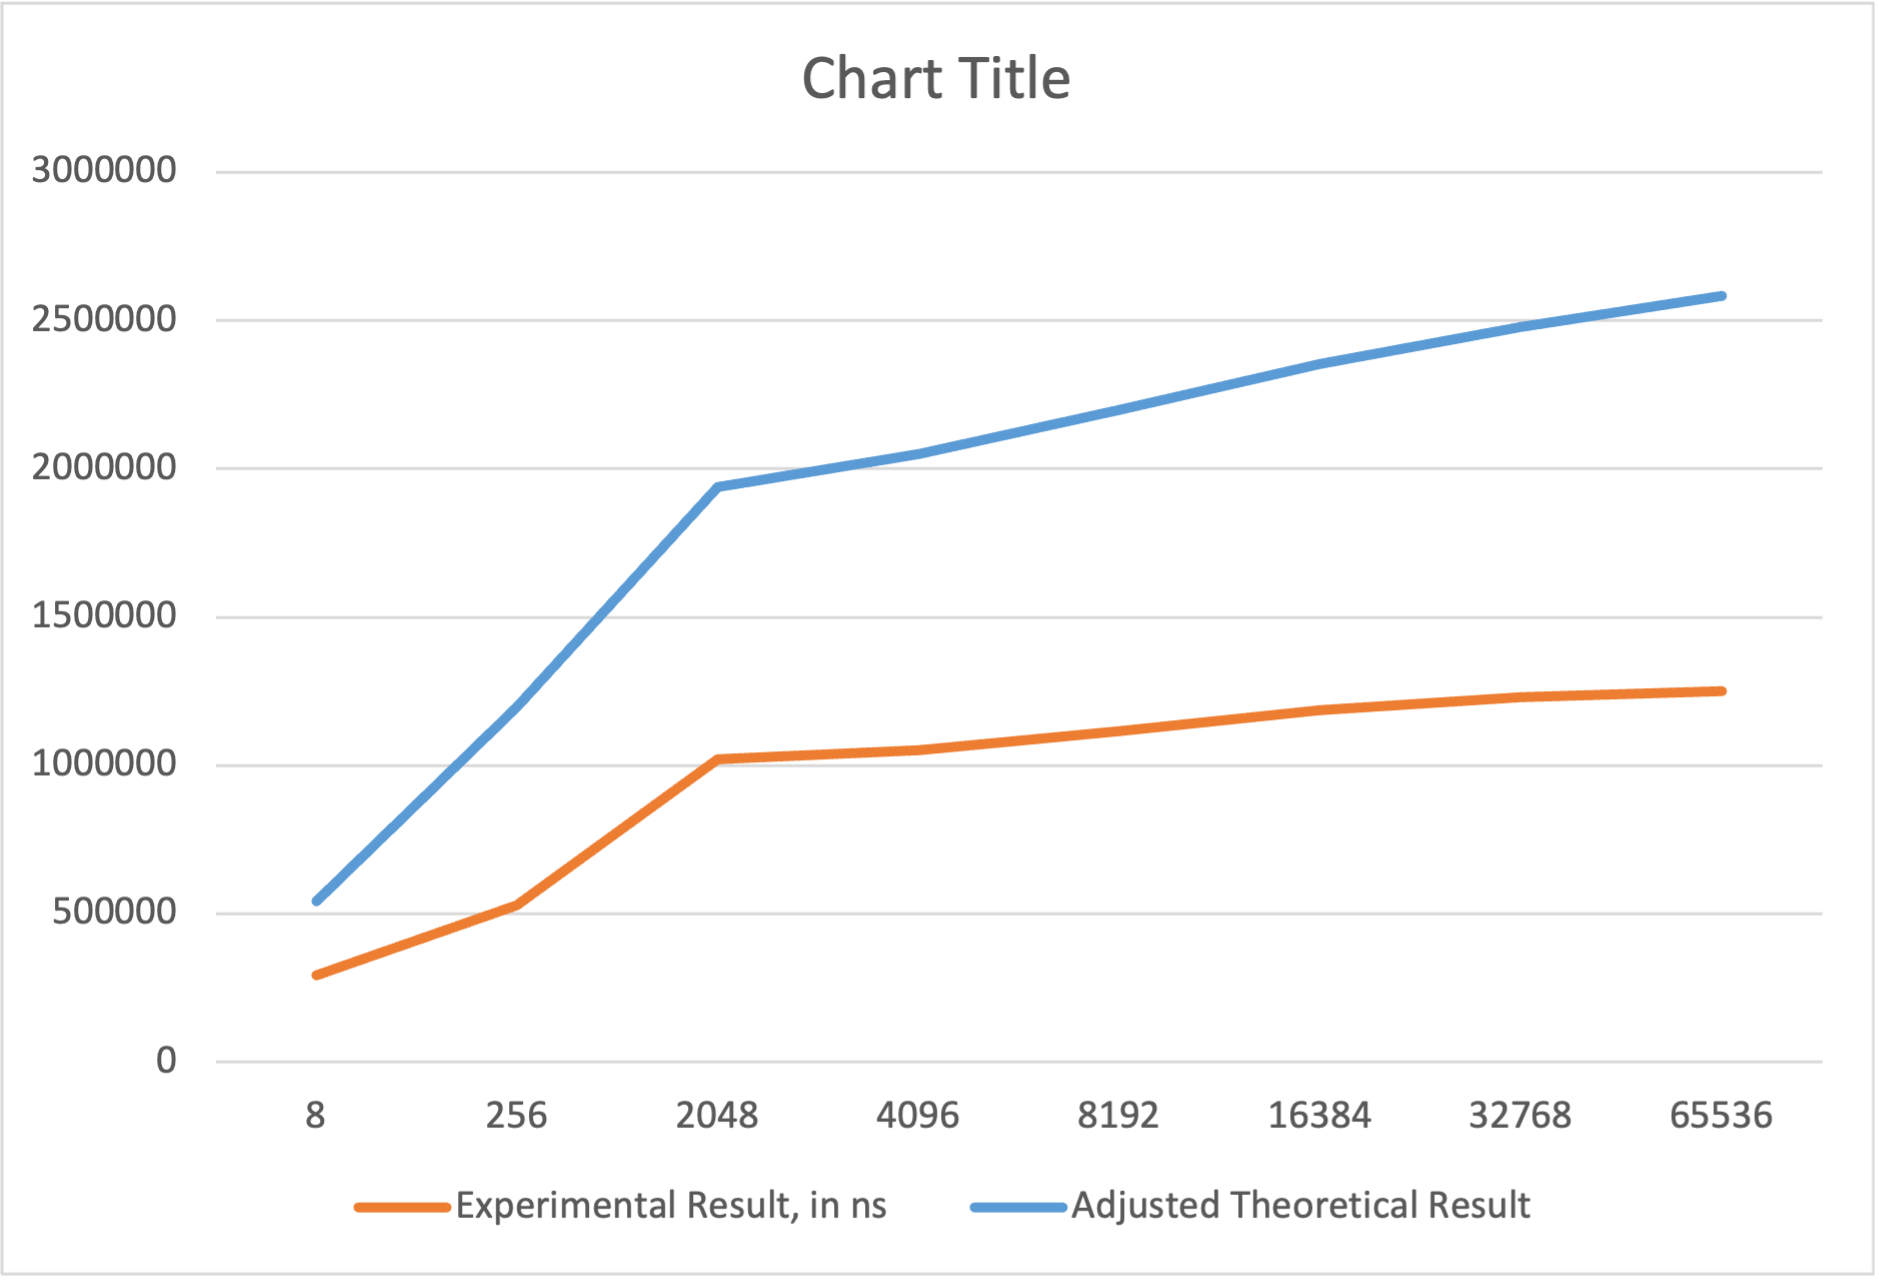 Chart Title
3000000
2500000
2000000
1500000
1000000
500000
0
8 256 2048 4096 8192 16384 32768 65536
Experimental Result, in ns Adjusted Theoretical Result